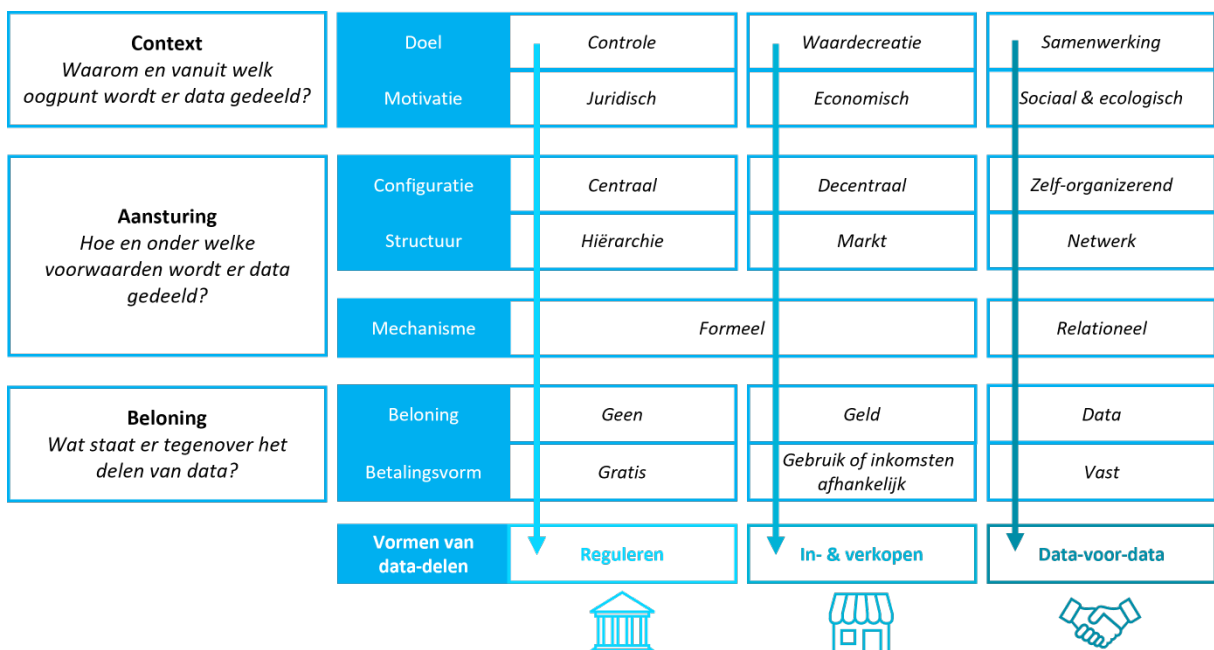 Context
Waarom en vanuit welk
oogpunt wordt er data gedeeld?
Doel
Controle
Waardecreatie
Samenwerking
Motivatie
Juridisch
Economisch
Sociaal & ecologisch
Aansturing
Hoe en onder welke
voorwaarden wordt er data
gedeeld?
Configuratie
Centraal
Decentraal
Zelf-organizerend
Structuur
Hiërarchie
Markt
Netwerk
Mechanisme
Formeel
Relationeel
Beloning
Wat staat er tegenover het
delen van data?
Beloning
Geen
Geld
Data
Betalingsvorm
Gratis
Gebruik of inkomsten
afhankelijk
Vast
Vormen van
data-delen
Reguleren
In- & verkopen
Data-voor-data